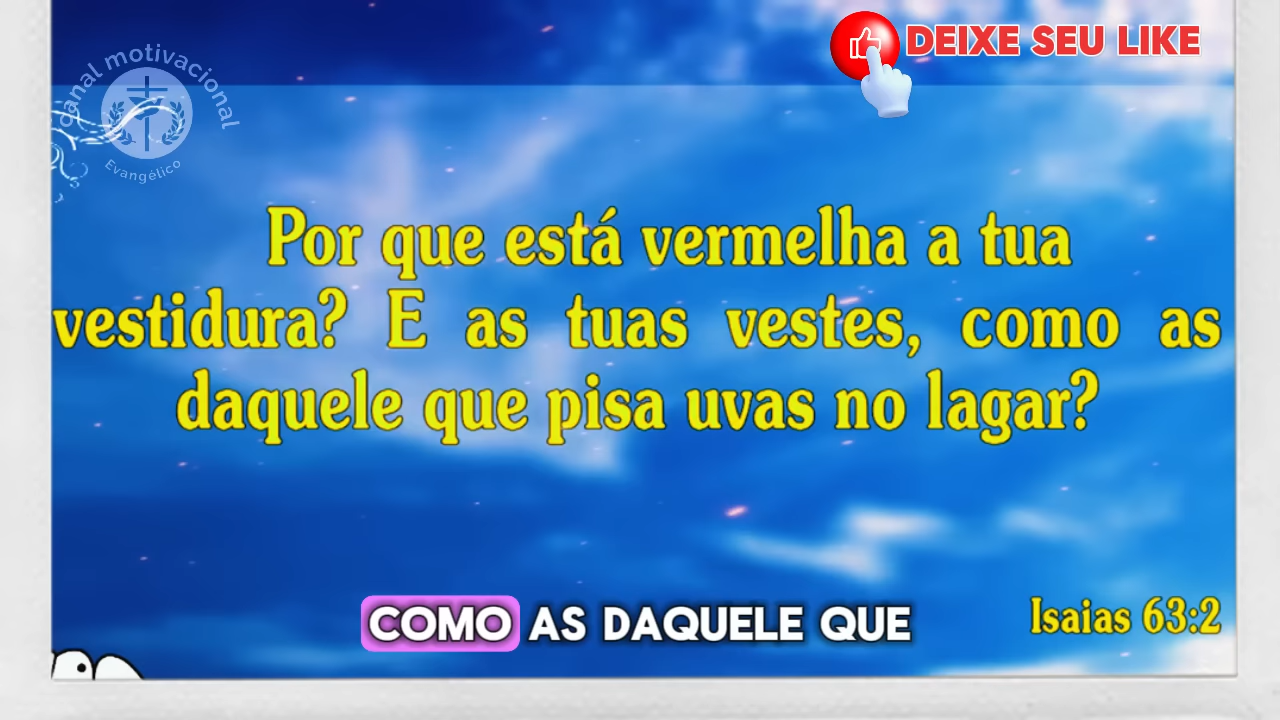 DEIXE SEU LIKE
canal motivacional
Evangélico
Por que está vermelha a tua
vestidura? E as tuas vestes, como as
daquele que pisa uvas no lagar?
COMO AS DAQUELE QUE
Isaias 63:2